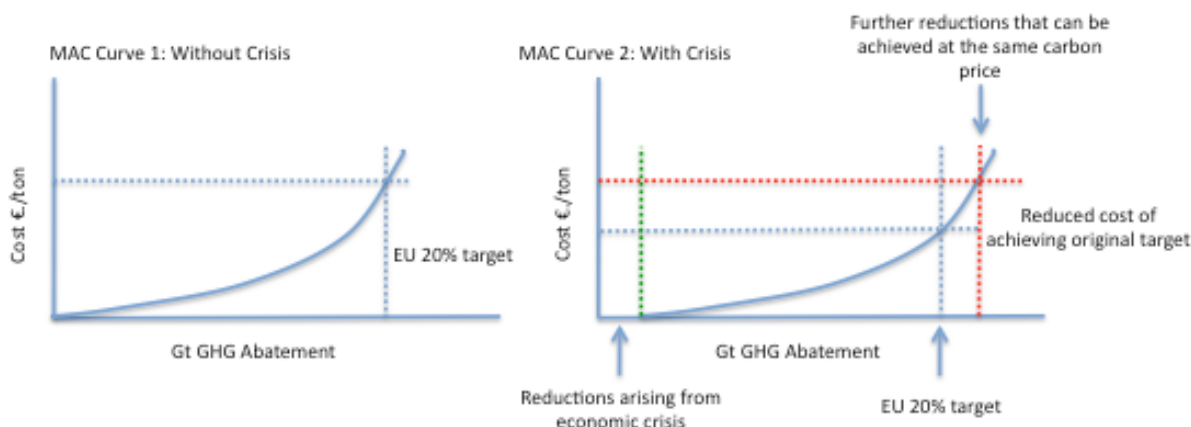 MAC Curve 1: Without Crisis
Cost €./ton
EU 20% target
Gt GHG Abatement
MAC Curve 2: With Crisis
Further reductions that can be
achieved at the same carbon
price
Cost €./ton
Reduced cost of
achieving original target
Gt GHG Abatement
Reductions arising from
economic crisis
EU 20% target